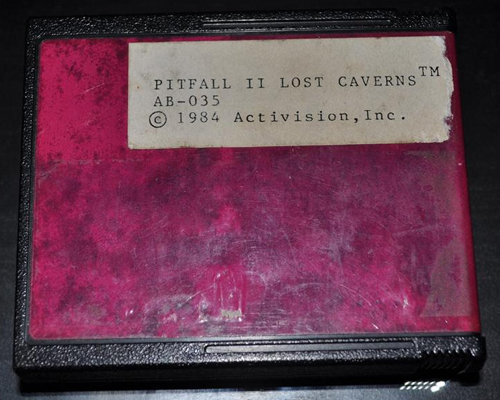 PITFALL II LOST CAVERNS™
AB-035
© 1984 Activision,Inc.